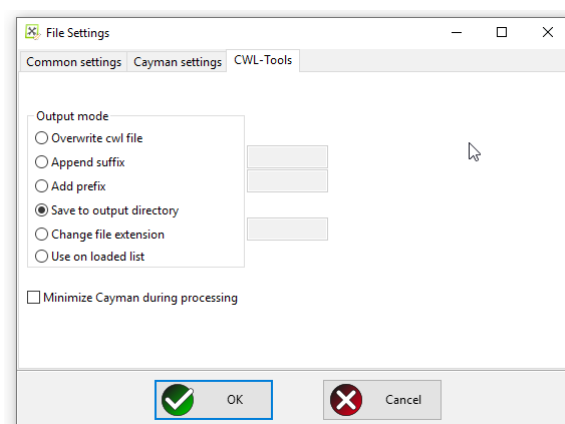 File Settings
Common settings Cayman settings CWL-Tools
Output mode
Overwrite cwl file
Append suffix
Add prefix
Save to output directory
Change file extension
Use on loaded list
Minimize Cayman during processing
OK Cancel